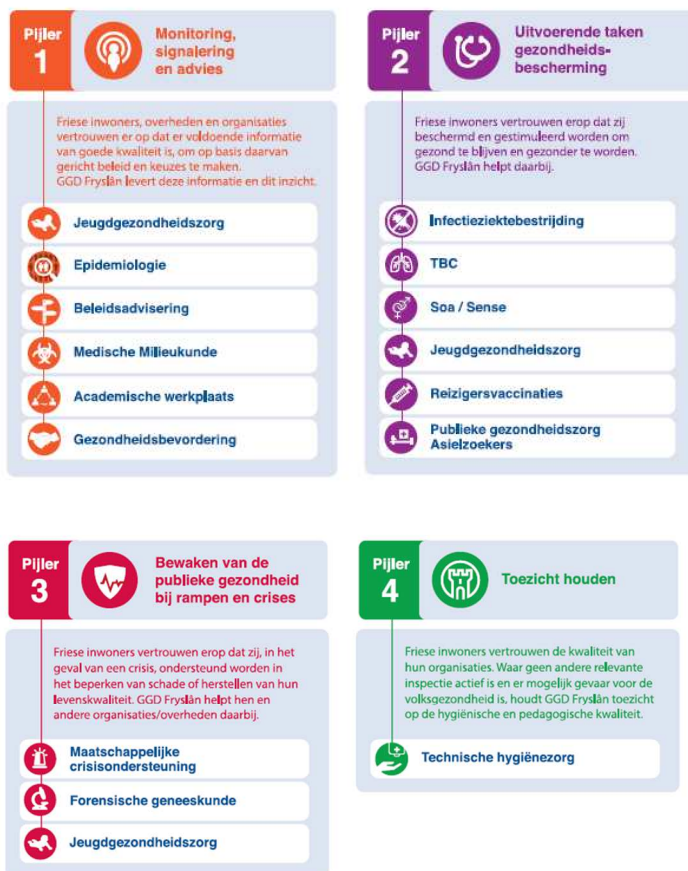 Pijler
1
Monitoring,
signalering
en advies
Friese inwoners, overheden en organisaties
vertrouwen er op dat er voldoende informatie
van goede kwaliteit is, om op basis daarvan
gericht beleid en keuzes te maken.
GGD Fryslân levert deze informatie en dit inzicht.
Jeugdgezondheidszorg
Epidemiologie
Beleidsadvisering
Medische Milieukunde
Academische werkplaats
Gezondheidsbevordering
Pijler
2
Uitvoerende taken
gezondheids-
bescherming
Friese inwoners vertrouwen erop dat zij
beschermd en gestimuleerd worden om
gezond te blijven en gezonder te worden.
GGD Fryslân helpt daarbij.
Infectieziektebestrijding
TBC
Soa / Sense
Jeugdgezondheidszorg
Reizigersvaccinaties
Publieke gezondheidszorg
Asielzoekers
Pijler
3
Bewaken van de
publieke gezondheid
bij rampen en crises
Friese inwoners vertrouwen erop dat zij, in het
geval van een crisis, ondersteund worden in
het beperken van schade of herstellen van hun
levenskwaliteit. GGD Fryslân helpt hen en
andere organisaties/overheden daarbij.
Maatschappelijke
crisisondersteuning
Forensische geneeskunde
Jeugdgezondheidszorg
Pijler
4
Toezicht houden
Friese inwoners vertrouwen de kwaliteit van
hun organisaties. Waar geen andere relevante
inspectie actief is en er mogelijk gevaar voor de
volksgezondheid is, houdt GGD Fryslân toezicht
op de hygiënische en pedagogische kwaliteit.
Technische hygiënezorg